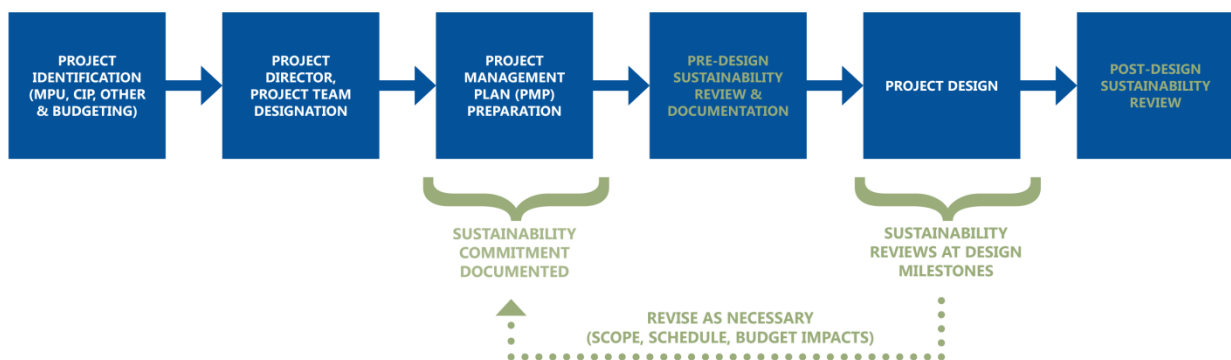 PROJECT
IDENTIFICATION
(MPU, CIP, OTHER
& BUDGETING)
PROJECT
DIRECTOR,
PROJECT TEAM
DESIGNATION
PROJECT
MANAGEMENT
PLAN (PMP)
PREPARATION
PRE-DESIGN
SUSTAINABILITY
REVIEW &
DOCUMENTATION
PROJECT DESIGN
POST-DESIGN
SUSTAINABILITY
REVIEW
SUSTAINABILITY
COMMITMENT
DOCUMENTED
SUSTAINABILITY
REVIEWS AT DESIGN
MILESTONES
REVISE AS NECESSARY
(SCOPE, SCHEDULE, BUDGET IMPACTS)